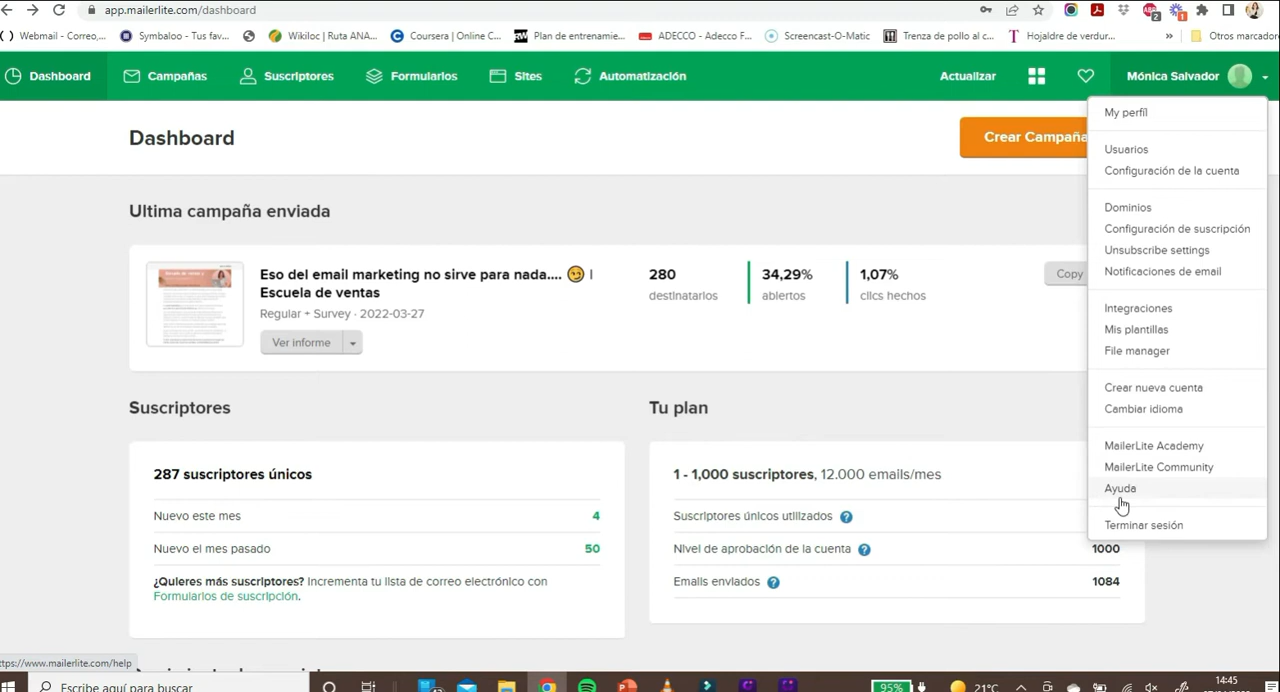 app.mailerlite.com/dashboard
Webmail - Correo,...
Symbaloo - Tus fav...
Wikiloc | Ruta ANA...
Coursera | Online C...
Plan de entrenamie...
ADECCO - Adecco F...
Screencast-O-Matic
Trenza de pollo al c...
Hojaldre de verdur...
»
Otros marcador
Dashboard
Campañas
Suscriptores
Formularios
Sites
Automatización
Actualizar
Mónica Salvador
Dashboard
Crear Campaña
My perfil
Usuarios
Configuración de la cuenta
Dominios
Configuración de suscripción
Unsubscribe settings
Notificaciones de email
Integraciones
Mis plantillas
File manager
Crear nueva cuenta
Cambiar idioma
MailerLite Academy
MailerLite Community
Ayuda
Terminar sesión
Ultima campaña enviada
Eso del email marketing no sirve para nada.... 😏 |
Escuela de ventas
Regular + Survey · 2022-03-27
Ver informe
280
destinatarios
34,29%
abiertos
1,07%
clics hechos
Copy
Suscriptores
287 suscriptores únicos
Nuevo este mes 4
Nuevo el mes pasado 50
¿Quieres más suscriptores? Incrementa tu lista de correo electrónico con
Formularios de suscripción.
Tu plan
1 - 1,000 suscriptores, 12.000 emails/mes
Suscriptores únicos utilizados ?
Nivel de aprobación de la cuenta ? 1000
Emails enviados ? 1084
ttps://www.mailerlite.com/help
Escribe aquí para buscar
95%
21°C
14:45